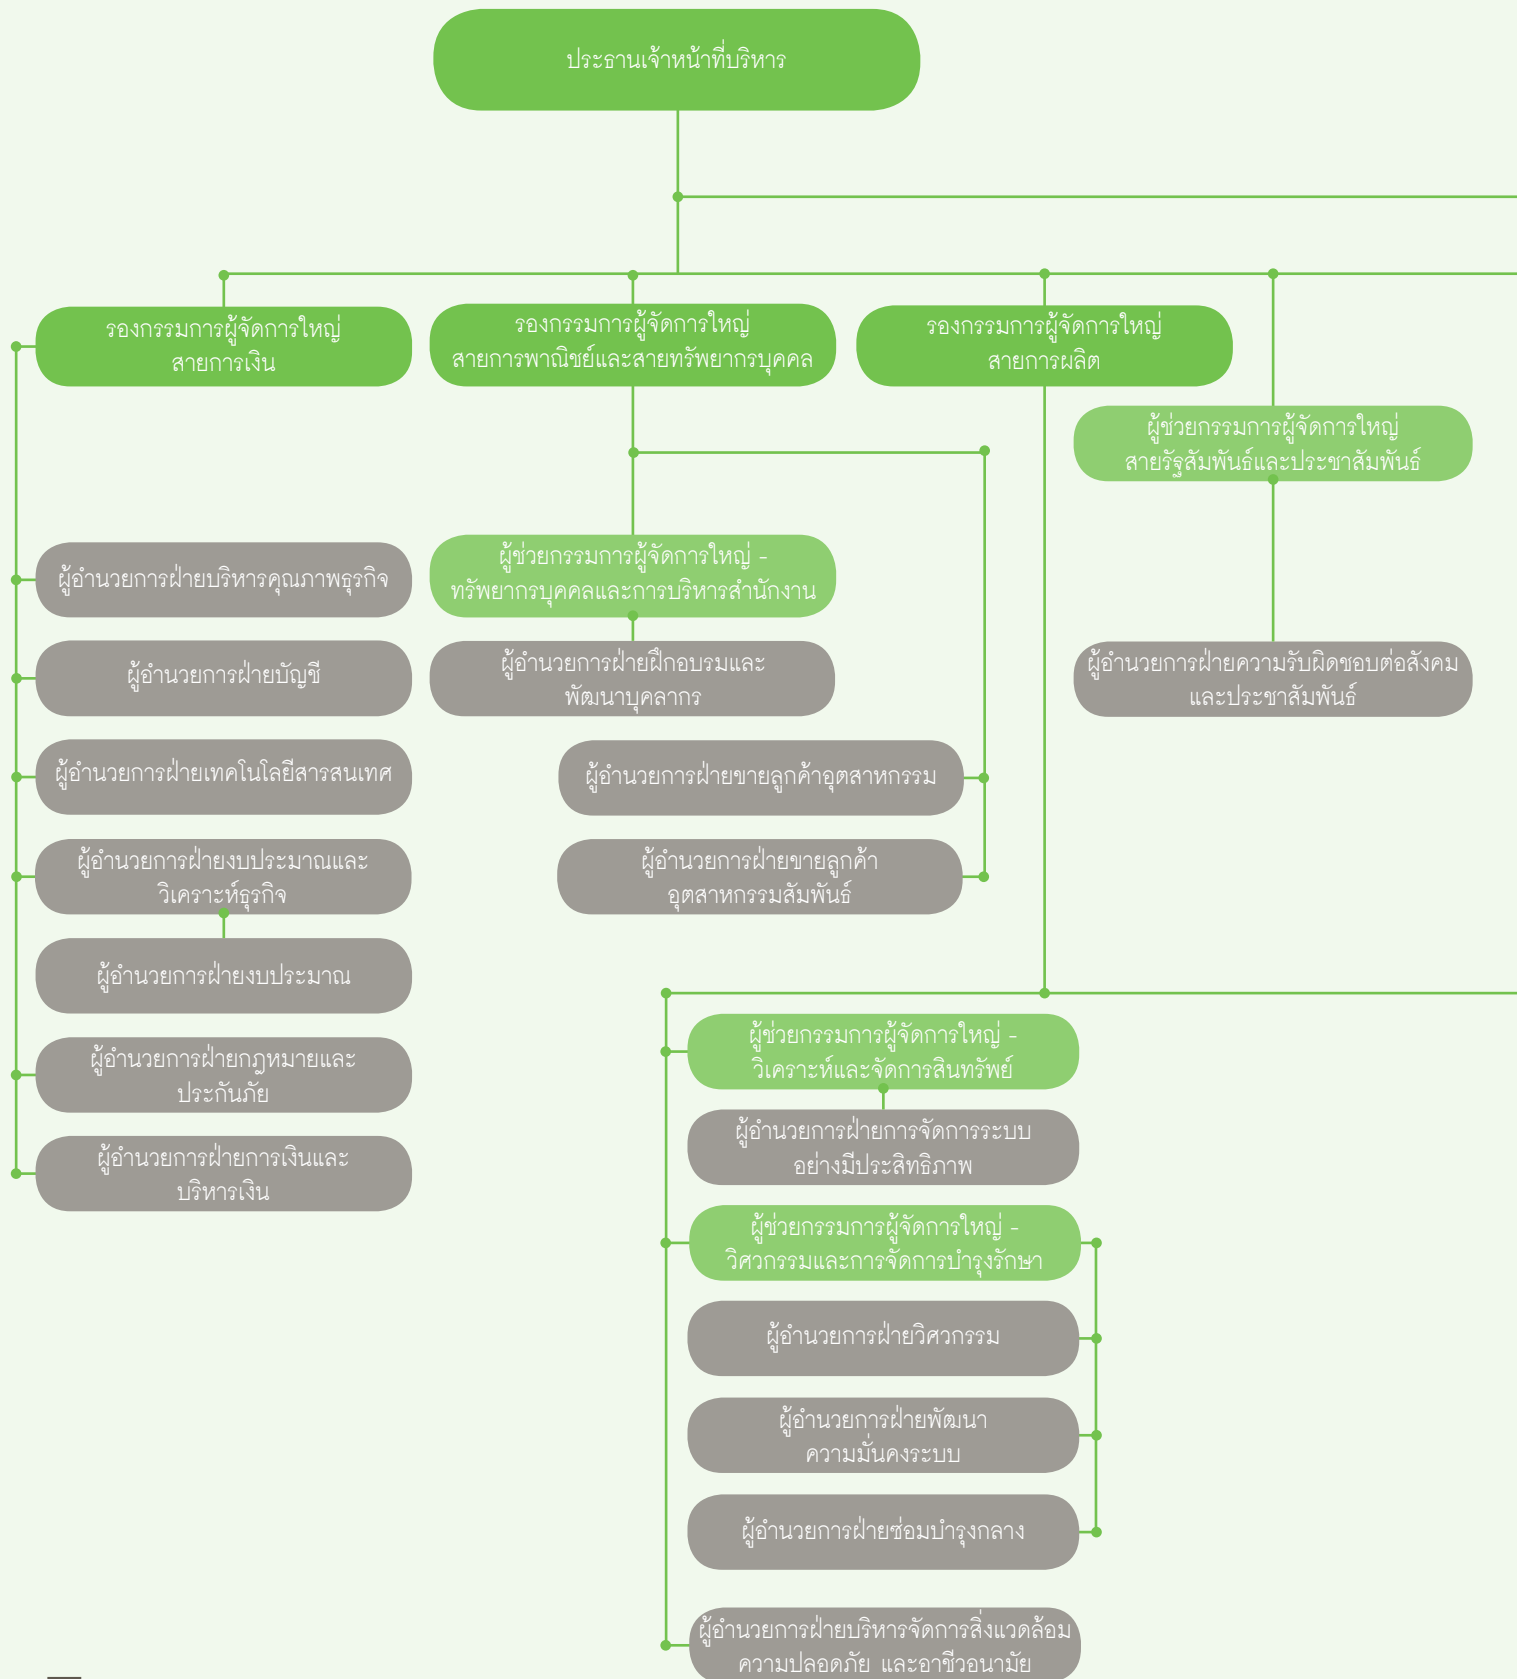 ประธานเจ้าหน้าที่บริหาร
รองกรรมการผู้จัดการใหญ่
สายการเงิน
รองกรรมการผู้จัดการใหญ่
สายการพาณิชย์และสายทรัพยากรบุคคล
รองกรรมการผู้จัดการใหญ่
สายการผลิต
ผู้ช่วยกรรมการผู้จัดการใหญ่
สายรัฐสัมพันธ์และประชาสัมพันธ์
ผู้อำนวยการฝ่ายบริหารคุณภาพธุรกิจ
ผู้อำนวยการฝ่ายบัญชี
ผู้อำนวยการฝ่ายเทคโนโลยีสารสนเทศ
ผู้อำนวยการฝ่ายงบประมาณและ
วิเคราะห์ธุรกิจ
ผู้อำนวยการฝ่ายงบประมาณ
ผู้อำนวยการฝ่ายกฎหมายและ
ประกันภัย
ผู้อำนวยการฝ่ายการเงินและ
บริหารเงิน
ผู้ช่วยกรรมการผู้จัดการใหญ่ -
ทรัพยากรบุคคลและการบริหารสำนักงาน
ผู้อำนวยการฝ่ายฝึกอบรมและ
พัฒนาบุคลากร
ผู้อำนวยการฝ่ายขายลูกค้าอุตสาหกรรม
ผู้อำนวยการฝ่ายขายลูกค้า
อุตสาหกรรมสัมพันธ์
ผู้อำนวยการฝ่ายความรับผิดชอบต่อสังคม
และประชาสัมพันธ์
ผู้ช่วยกรรมการผู้จัดการใหญ่ -
วิเคราะห์และจัดการสินทรัพย์
ผู้อำนวยการฝ่ายการจัดการระบบ
อย่างมีประสิทธิภาพ
ผู้ช่วยกรรมการผู้จัดการใหญ่ -
วิศวกรรมและการจัดการบำรุงรักษา
ผู้อำนวยการฝ่ายวิศวกรรม
ผู้อำนวยการฝ่ายพัฒนา
ความมั่นคงระบบ
ผู้อำนวยการฝ่ายซ่อมบำรุงกลาง
ผู้อำนวยการฝ่ายบริหารจัดการสิ่งแวดล้อม
ความปลอดภัย และอาชีวอนามัย